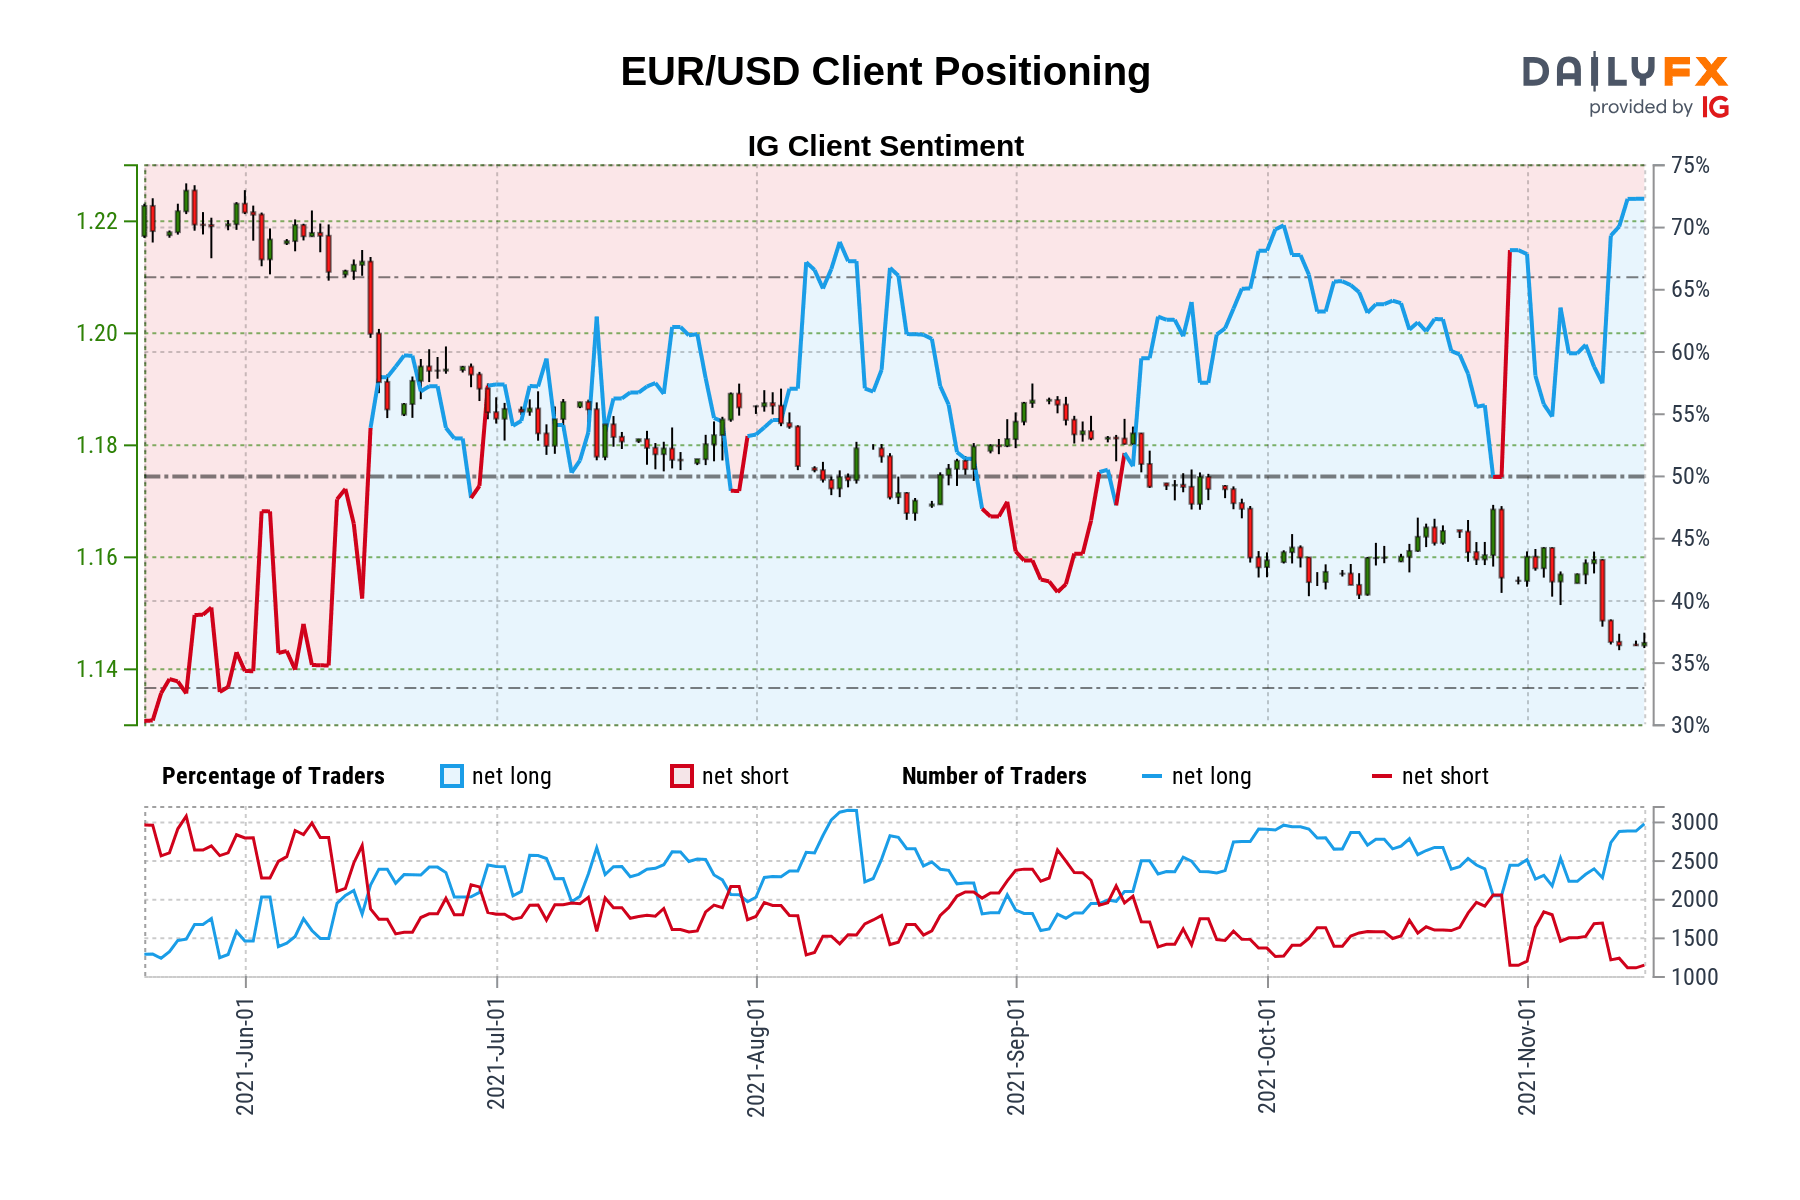 EUR/USD Client Positioning
DAILYFX
provided by IG
IG Client Sentiment
1.22
1.20
1.18
1.16
1.14
75%
70%
65%
60%
55%
50%
45%
40%
35%
30%
Percentage of Traders net long net short Number of Traders net long net short
3000
2500
2000
1500
1000
2021-Jun-01
2021-Jul-01
2021-Aug-01
2021-Sep-01
2021-Oct-01
2021-Nov-01